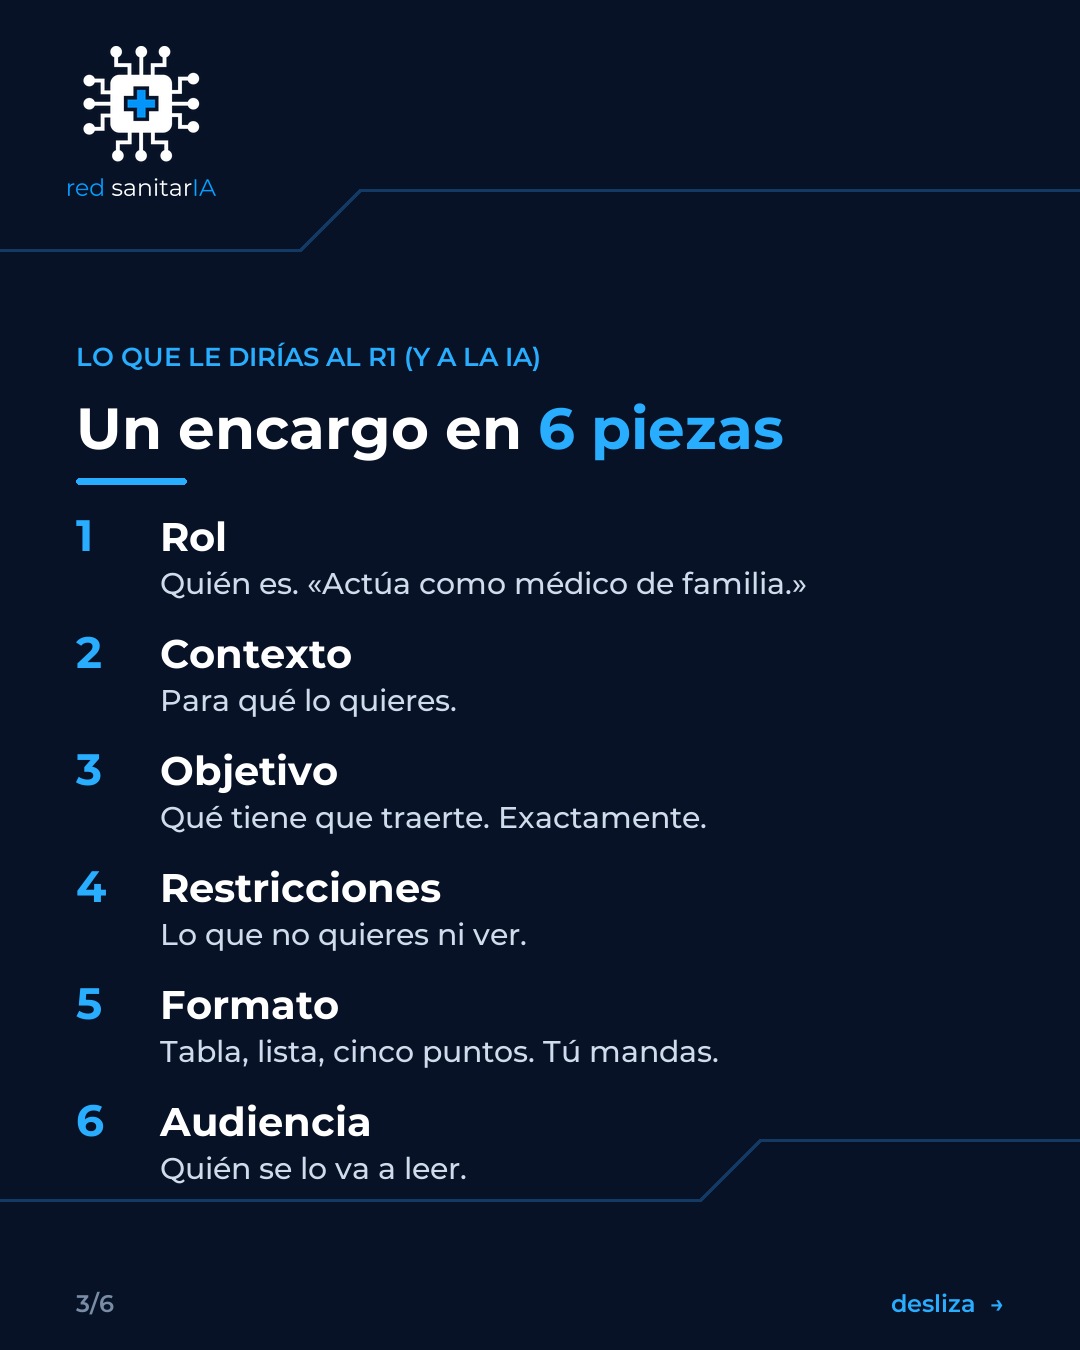 red sanitarIA
LO QUE LE DIRÍAS AL R1 (Y A LA IA)
Un encargo en 6 piezas
1 Rol
Quién es. «Actúa como médico de familia.»
2 Contexto
Para qué lo quieres.
3 Objetivo
Qué tiene que traerte. Exactamente.
4 Restricciones
Lo que no quieres ni ver.
5 Formato
Tabla, lista, cinco puntos. Tú mandas.
6 Audiencia
Quién se lo va a leer.
3/6
desliza →